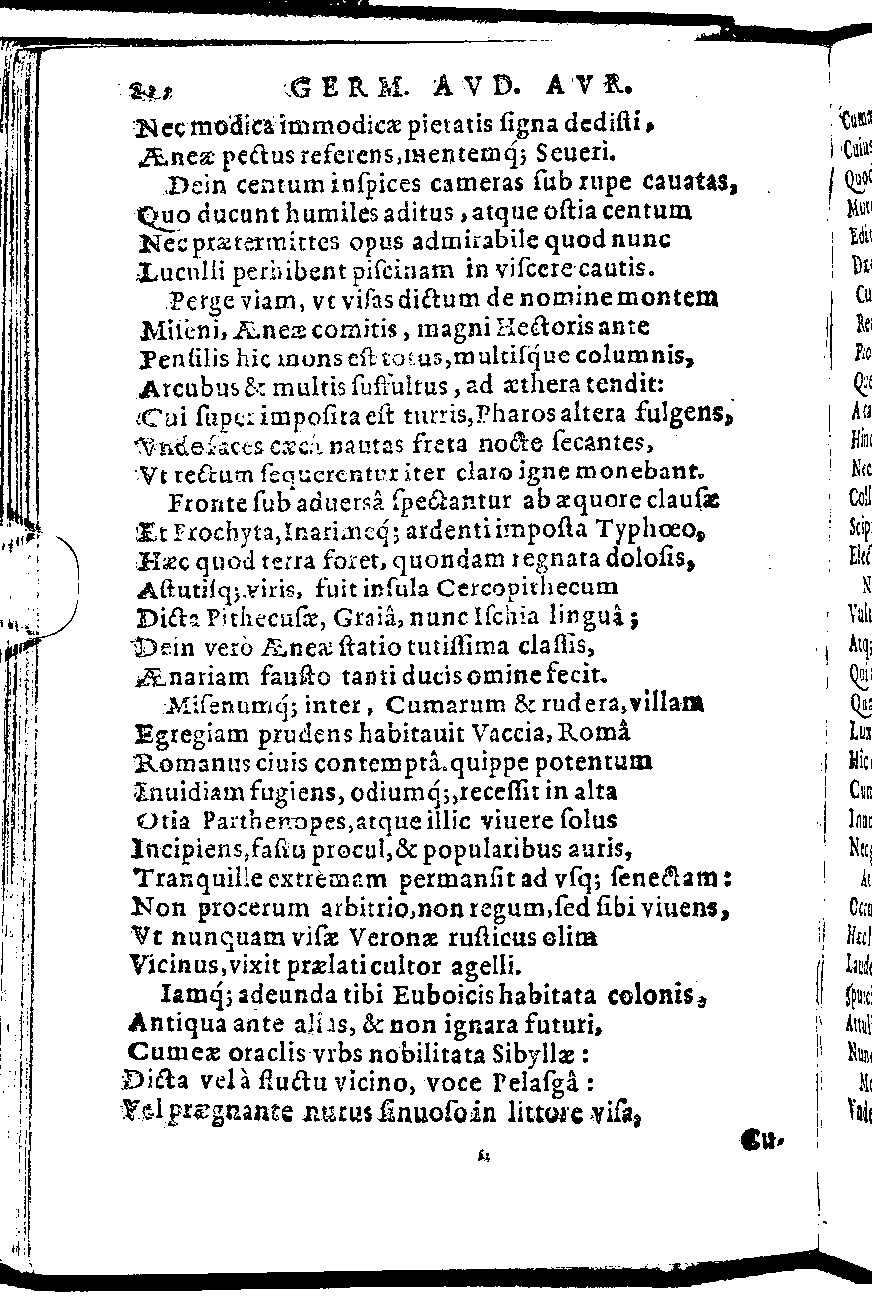 GERM. AVD. AVR.
Nec modica immodicæ pietatis ſigna dediſti,
Æneæ pectus referens, mentemq́; Seueri.
Dein centum inſpices cameras ſub rupe cauatas,
Quo ducunt humiles aditus, atque oſtia centum
Nec prætermittes opus admirabile quod nunc
Luculli perhibent piſcinam in viſcere cautis.
Perge viam, vt viſas dictum de nomine montem
Miſeni, Æneæ comitis, magni Hectoris ante
Penſilis hic mons eſt totus, multiſq́ue columnis,
Arcubus & multis ſuffultus, ad æthera tendit:
Cui ſuper impoſita eſt turris, Pharos altera fulgens,
Vnde faces nautas freta nocte ſecantes,
Vt rectum ſequerentur iter claro igne monebant.
Fronte ſub aduersâ ſpectantur ab æquore clauſæ
Et Prochyta, Inarimeq́; ardenti impoſta Typhœo,
Hæc quod terra foret, quondam regnata doloſis,
Aſtutiſq; viris, fuit inſula Cercopithecum
Dicta Pithecuſæ, Graiâ, nunc Iſchia linguâ;
Dein verò Æneæ ſtatio tutiſſima claſſis,
Ænariam fauſto tanti ducis omine fecit.
Miſenumq́; inter, Cumarum & rudera, villam
Egregiam prudens habitauit Vaccia, Româ
Romanus ciuis contemptâ. quippe potentum
Inuidiam fugiens, odiumq́;, receſſit in alta
Otia Parthenopes, atque illic viuere ſolus
Incipiens, faſtu procul, & popularibus auris,
Tranquille extremam permanſit ad vſq; ſenectam:
Non procerum arbitrio, non regum, ſed ſibi viuens,
Vt nunquam viſæ Veronæ ruſticus olim
Vicinus, vixit prælati cultor agelli.
Iamq́; adeunda tibi Euboicis habitata colonis,
Antiqua ante alias, & non ignara futuri,
Cumeæ oraclis vrbs nobilitata Sibyllæ:
Dicta vel à fluctu vicino, voce Pelaſgâ:
Vel prægnante nurus ſinuoſo in littore viſa,
Cu-